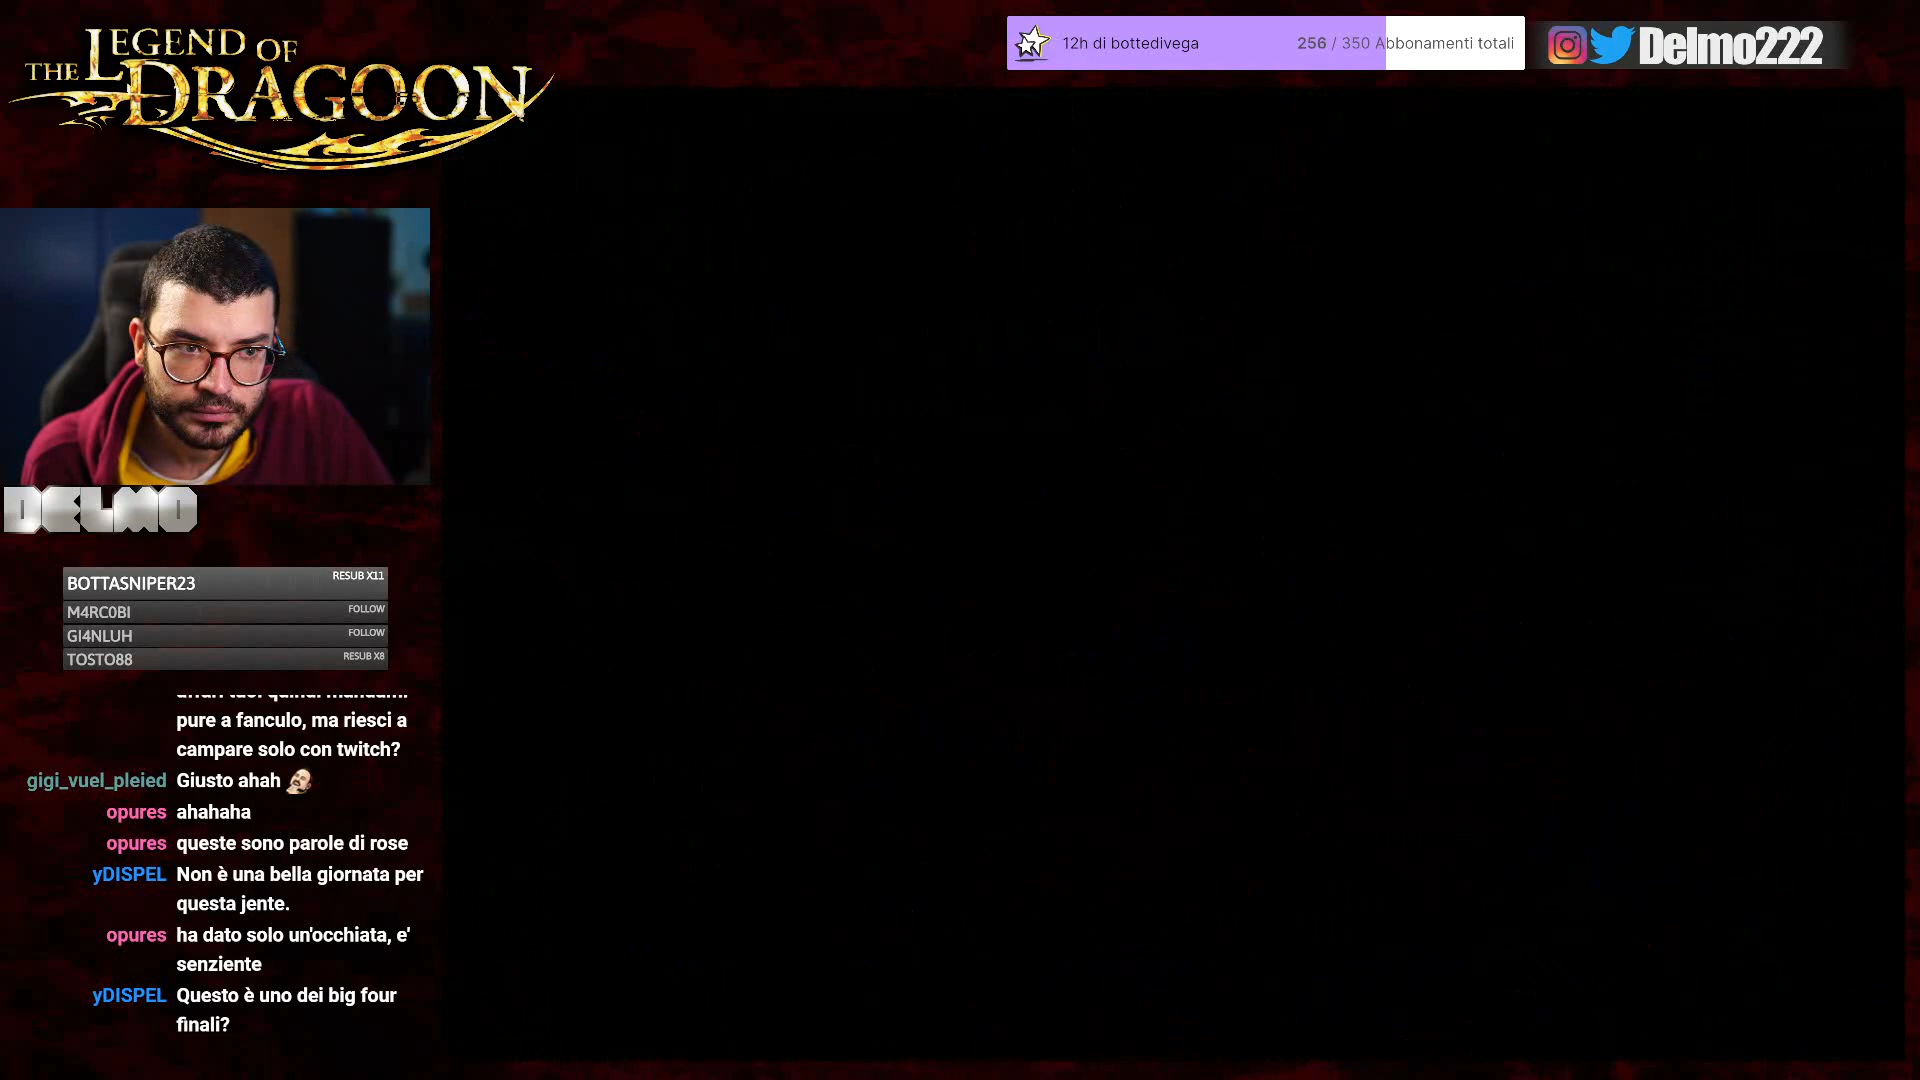 THE LEGEND OF
DRAGOON
12h di bottedivega 256 / 350 Abbonamenti totali
Delmo222
DELMO
BOTTASNIPER23 RESUB X11
M4RC0BI FOLLOW
GI4NLUH FOLLOW
TOSTO88 RESUB X8
pure a fanculo, ma riesci a
campare solo con twitch?
gigi_vuel_pleied Giusto ahah
opures ahahaha
opures queste sono parole di rose
yDISPEL Non è una bella giornata per
questa jente.
opures ha dato solo un'occhiata, e'
senziente
yDISPEL Questo è uno dei big four
finali?